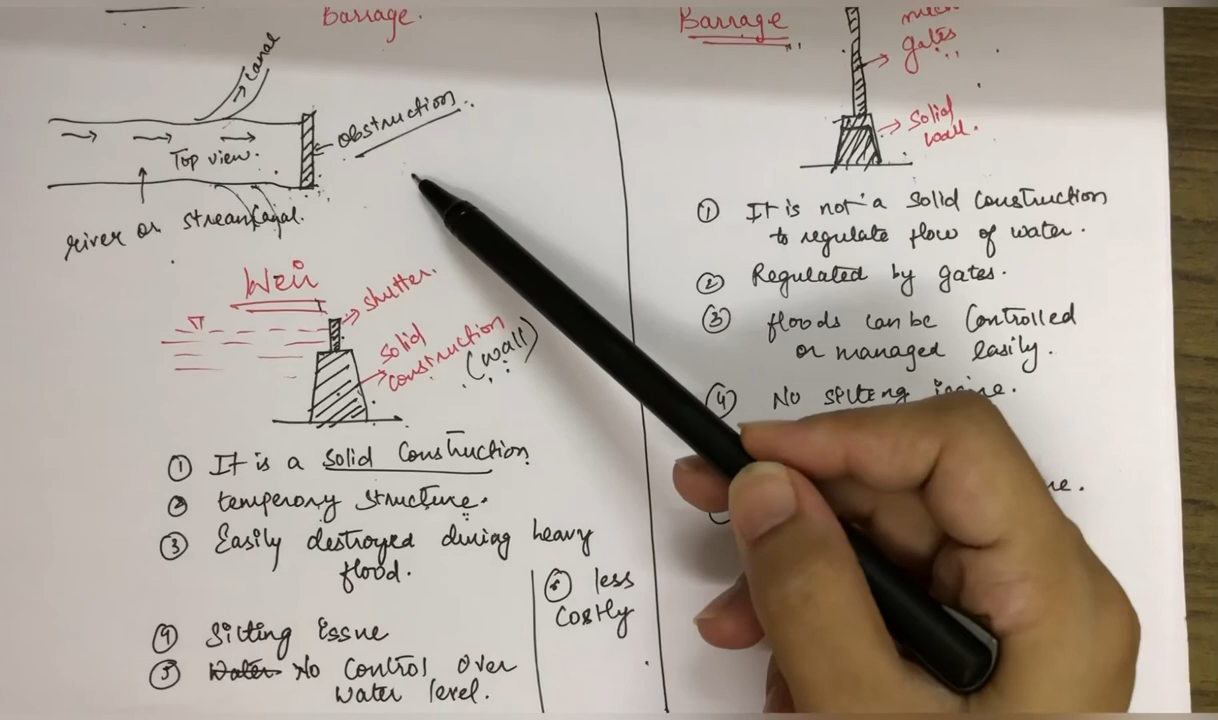 Barrage.
canal
obstruction.
Top view.
river or stream
canal.
Weir
shutter.
solid
construction
(wall)
① It is a solid construction
② temperory structure.
③ Easily destroyed during heavy
flood.
④ Silting issue
⑤ Water No control over
water level.
⑥ less
costly
Barrage
gates
solid
wall.
① It is not a solid construction
to regulate flow of water.
② Regulated by gates.
③ floods can be controlled
or managed easily.
④ No silting issue.